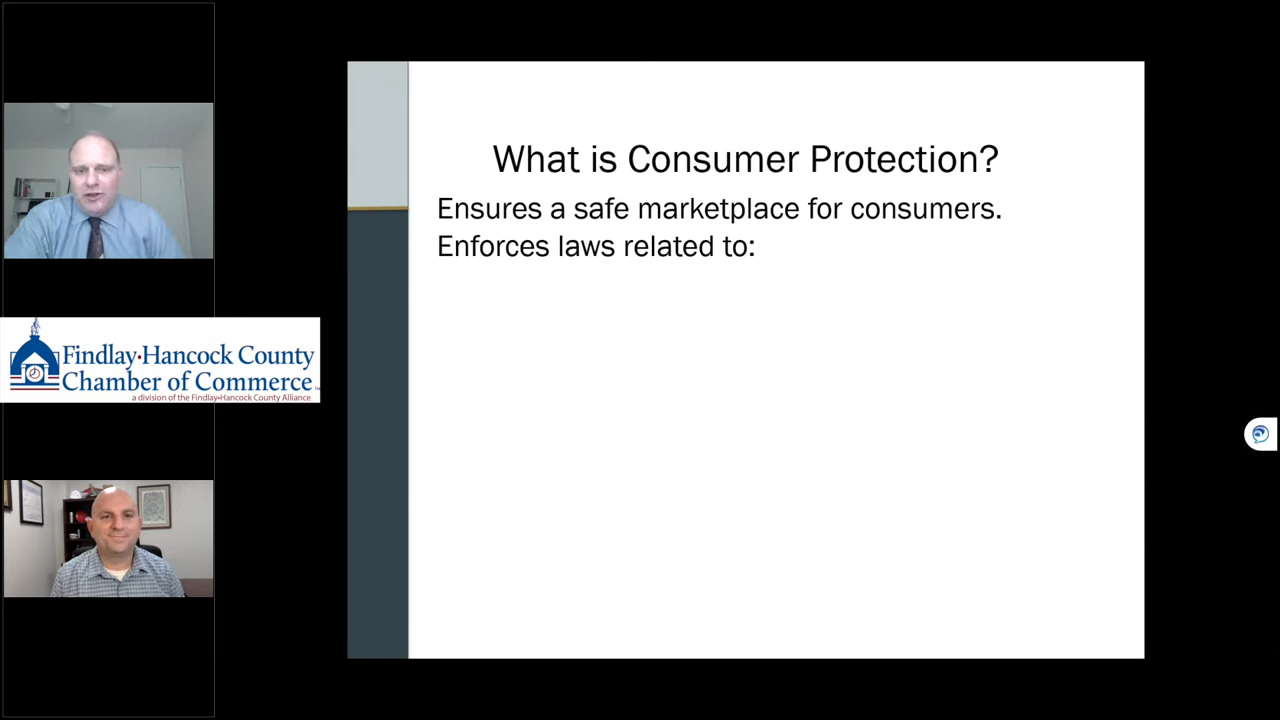 What is Consumer Protection?
Ensures a safe marketplace for consumers.
Enforces laws related to:
Findlay•Hancock County
Chamber of Commerce
a division of the Findlay•Hancock County Alliance